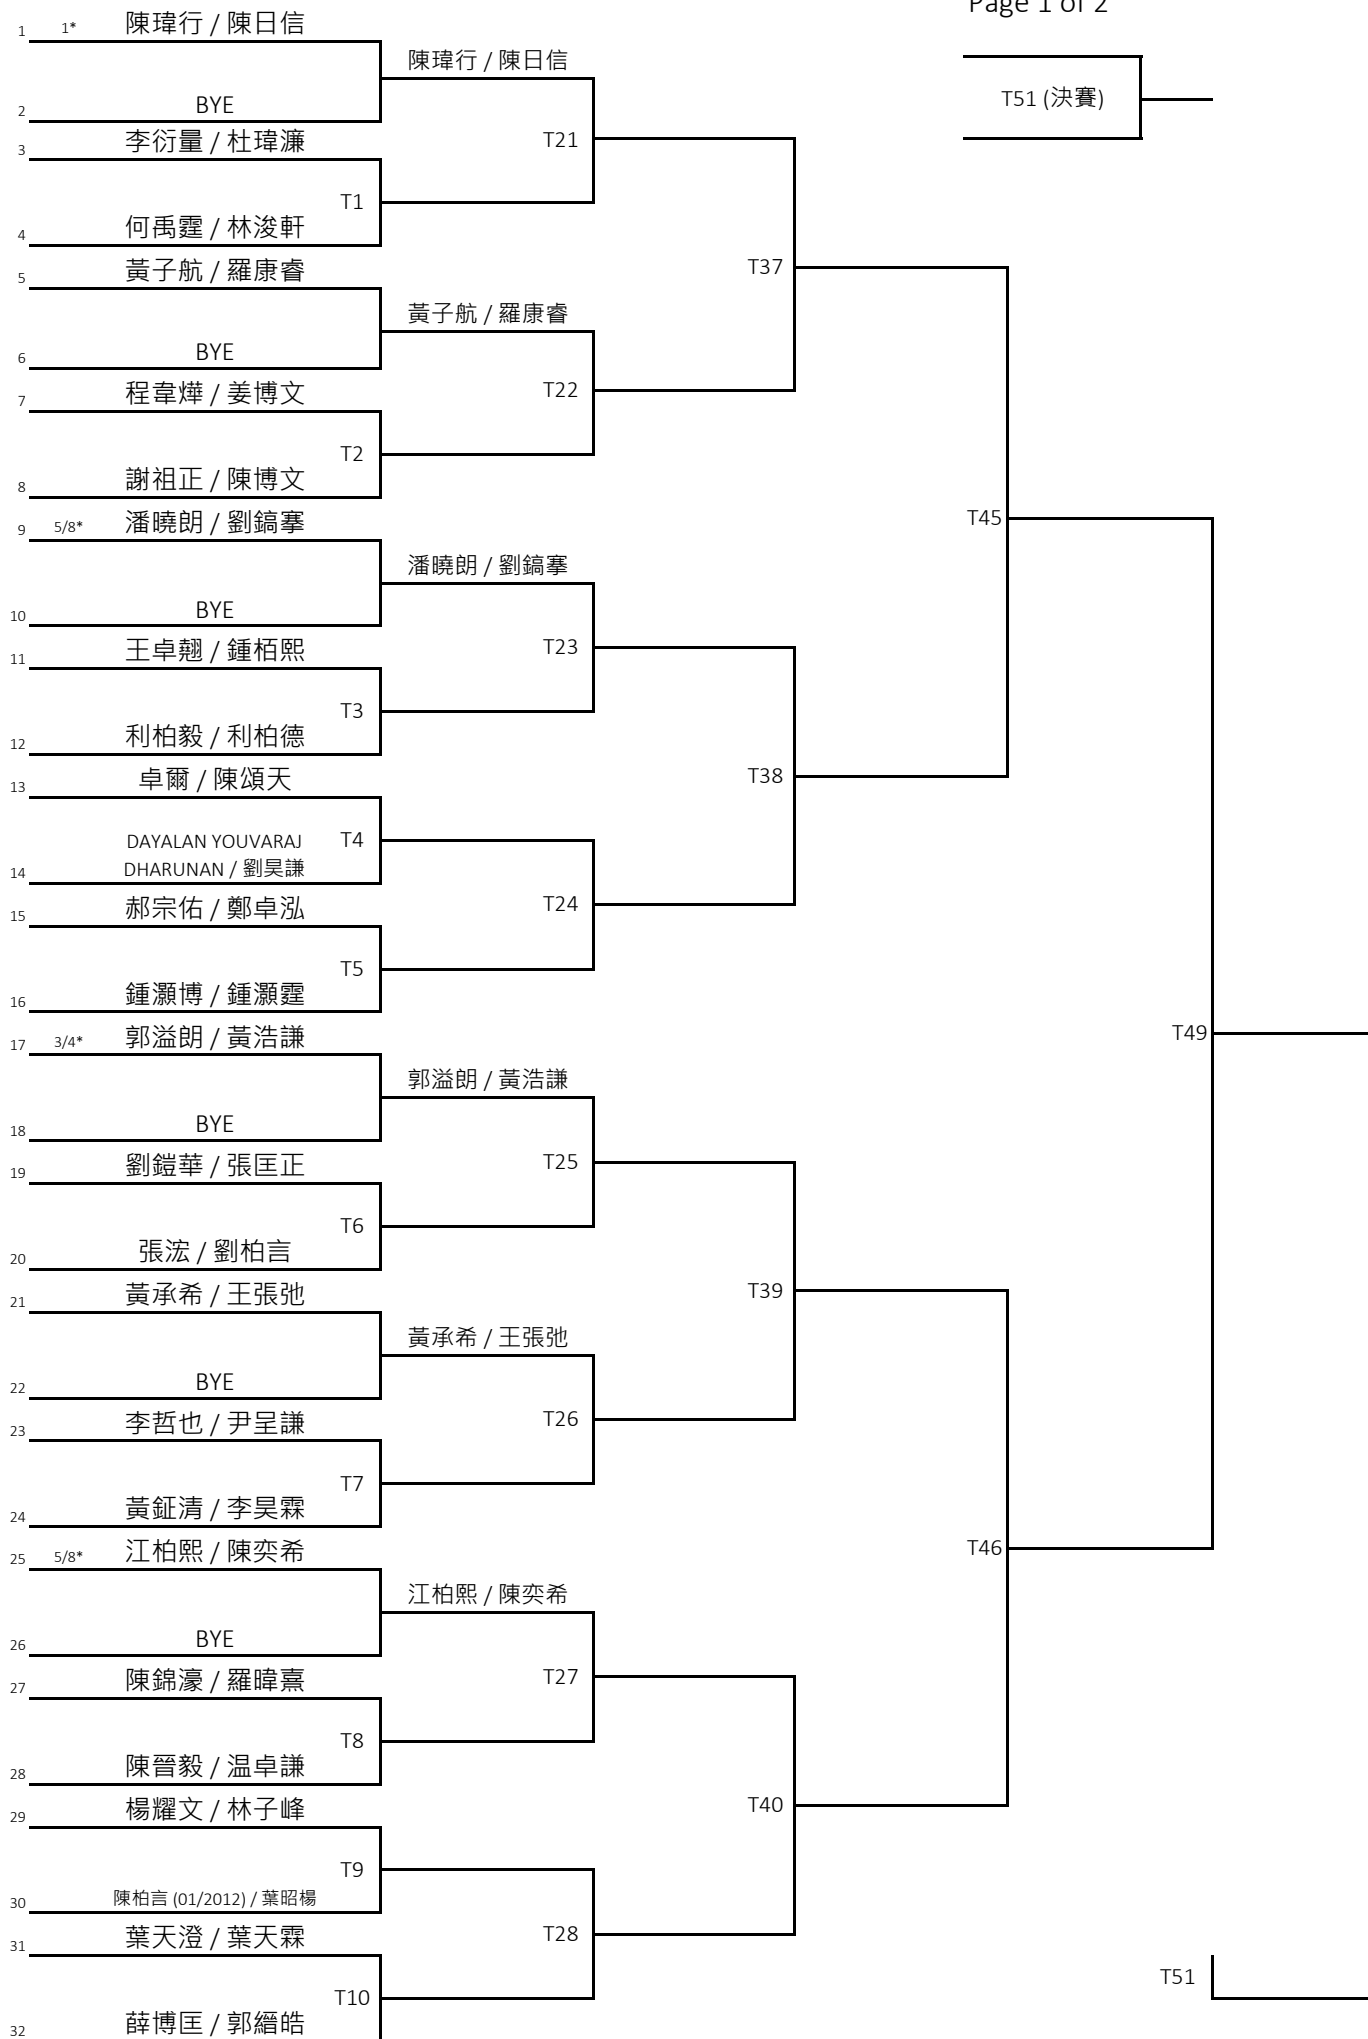 Page 1 of 2
1 1* 陳瑋行 / 陳日信
陳瑋行 / 陳日信
T51 (決賽)
2 BYE
3 李衍量 / 杜瑋濂
T21
T1
4 何禹霆 / 林浚軒
5 黃子航 / 羅康睿
T37
黃子航 / 羅康睿
6 BYE
7 程韋燁 / 姜博文
T22
T2
8 謝祖正 / 陳博文
9 5/8* 潘曉朗 / 劉鎬搴
T45
潘曉朗 / 劉鎬搴
10 BYE
11 王卓翹 / 鍾栢熙
T23
T3
12 利柏毅 / 利柏德
13 卓爾 / 陳頌天
T38
DAYALAN YOUVARAJ T4
14 DHARUNAN / 劉昊謙
15 郝宗佑 / 鄭卓泓
T24
T5
16 鍾灝博 / 鍾灝霆
17 3/4* 郭溢朗 / 黃浩謙
T49
郭溢朗 / 黃浩謙
18 BYE
19 劉鎧華 / 張匡正
T25
T6
20 張浤 / 劉柏言
21 黃承希 / 王張弛
T39
黃承希 / 王張弛
22 BYE
23 李哲也 / 尹呈謙
T26
T7
24 黃鉦清 / 李昊霖
25 5/8* 江柏熙 / 陳奕希
T46
江柏熙 / 陳奕希
26 BYE
27 陳錦濠 / 羅暐熹
T27
T8
28 陳晉毅 / 温卓謙
29 楊耀文 / 林子峰
T40
T9
30 陳柏言 (01/2012) / 葉昭楊
31 葉天澄 / 葉天霖
T28
T51
T10
32 薛博匡 / 郭縉皓